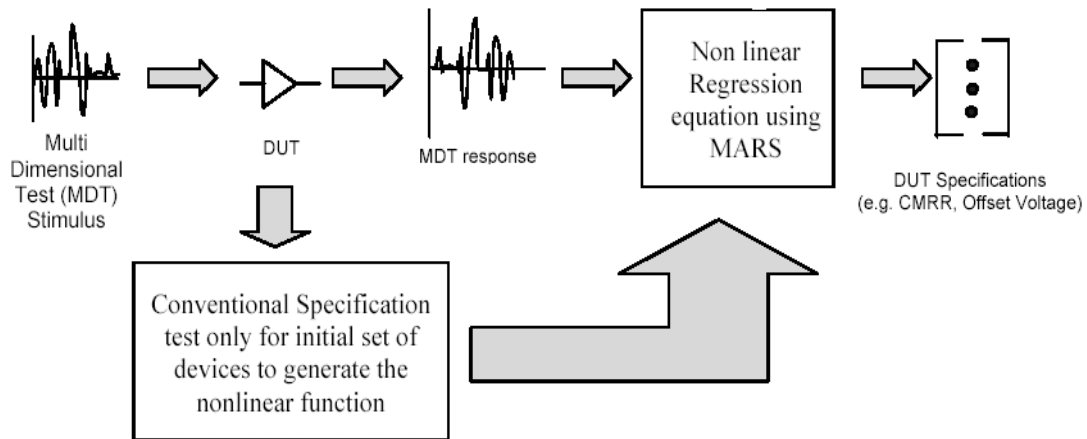 Multi
Dimensional
Test (MDT)
Stimulus
DUT
MDT response
Non linear
Regression
equation using
MARS
DUT Specifications
(e.g. CMRR, Offset Voltage)
Conventional Specification
test only for initial set of
devices to generate the
nonlinear function